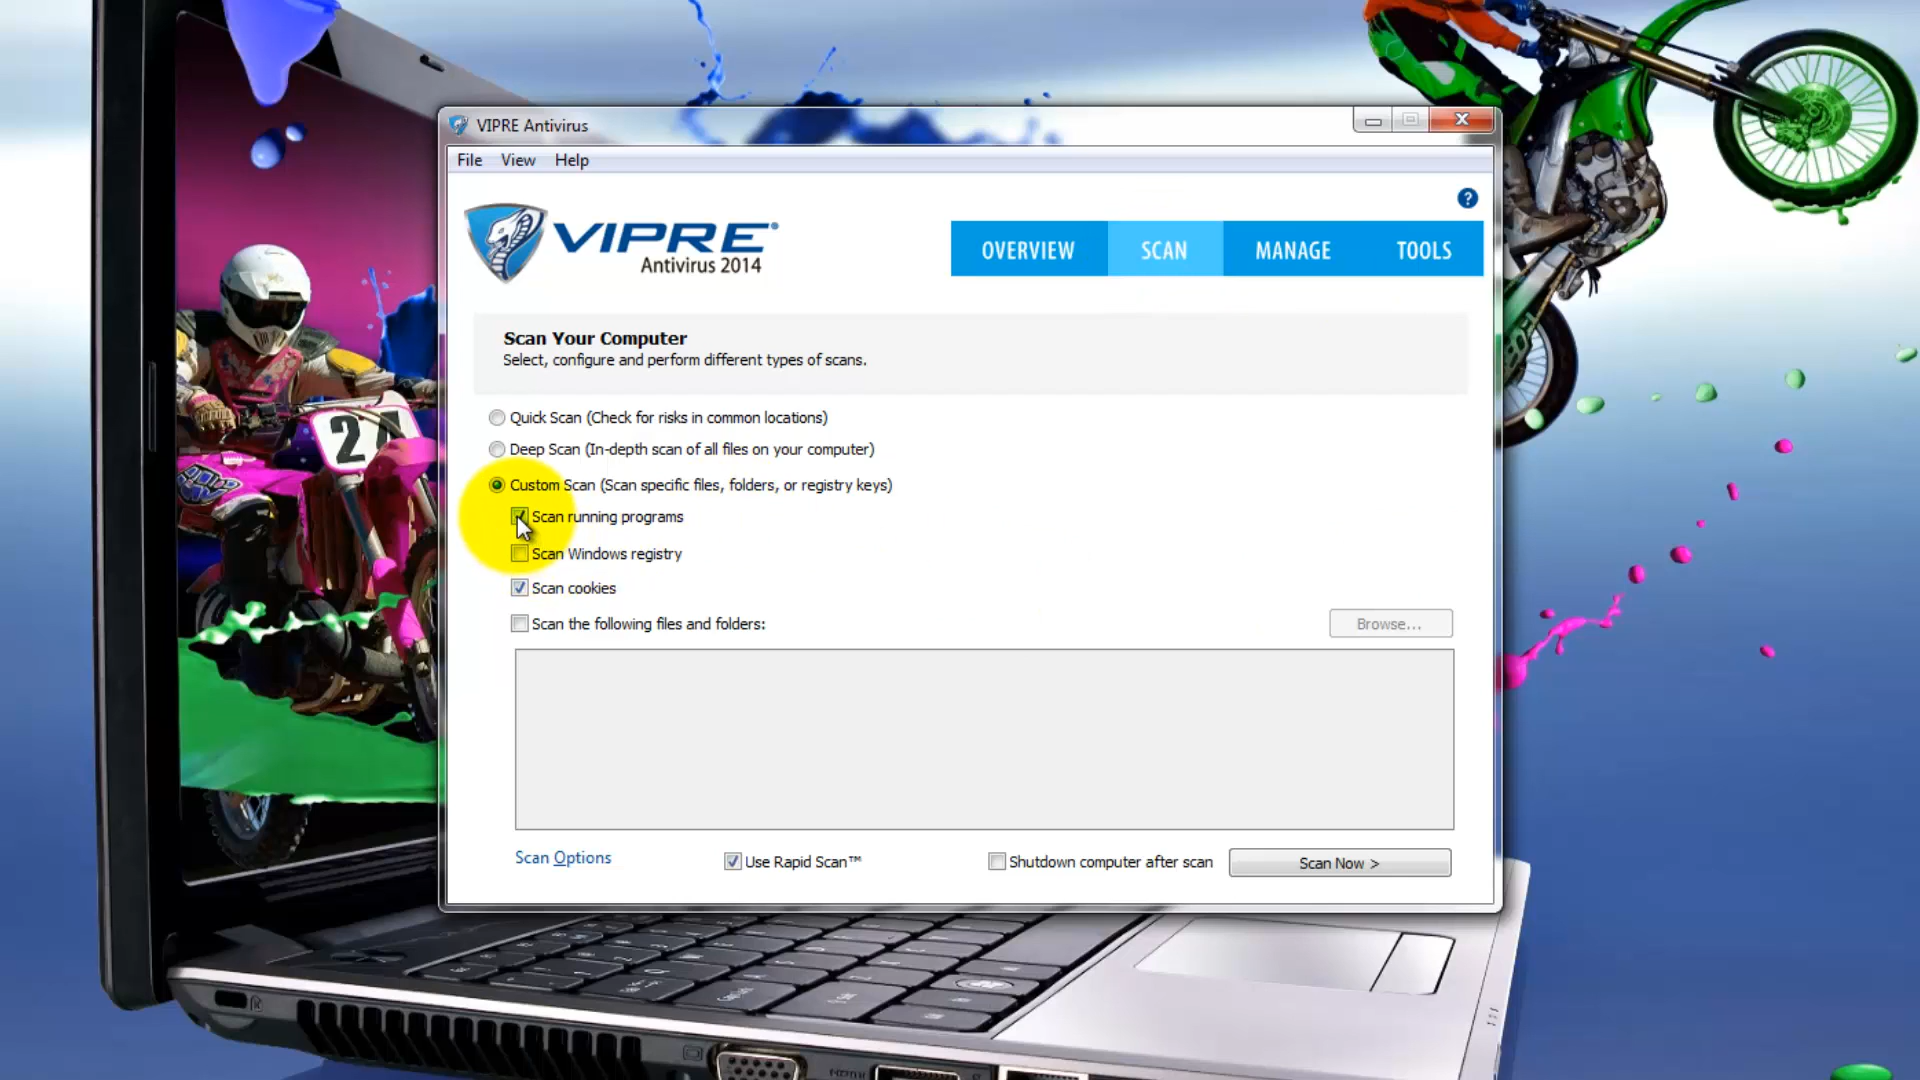 VIPRE Antivirus
File View Help
?
VIPRE®
Antivirus 2014
OVERVIEW SCAN MANAGE TOOLS
Scan Your Computer
Select, configure and perform different types of scans.
Quick Scan (Check for risks in common locations)
Deep Scan (In-depth scan of all files on your computer)
Custom Scan (Scan specific files, folders, or registry keys)
Scan running programs
Scan Windows registry
Scan cookies
Scan the following files and folders:
Browse...
Scan Options
Use Rapid Scan™
Shutdown computer after scan
Scan Now >